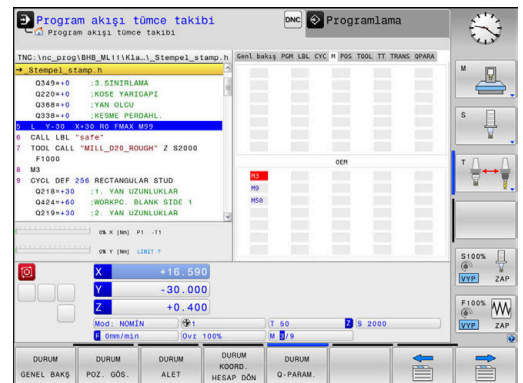 Program akışı tümce takibi
Program akışı tümce takibi
DNC
Programlama
TNC:\nc_prog\BHB_ML11\Kla…\_Stempel_stamp.h
→_Stempel_stamp.h
Q349=+0 ;3.SINIRLAMA
Q220=+0 ;KOSE YARICAPI
Q368=+0 ;YAN OLCU
Q338=+0 ;KESME PERDAHL.
5 L Y-30 X+30 R0 FMAX M99
6 CALL LBL "safe"
7 TOOL CALL "MILL_D20_ROUGH" Z S2000
F1000
8 M3
9 CYCL DEF 256 RECTANGULAR STUD
Q218=+30 ;1. YAN UZUNLUKLAR
Q424=+60 ;WORKPC. BLANK SIDE 1
Q219=+30 ;2. YAN UZUNLUKLAR
Genl bakış PGM LBL CYC M POS TOOL TT TRANS QPARA
OEM
M3
M9
M50
0% X [Nm] P1 -T1
0% Y [Nm] LIMIT 1
X +16.590
Y -30.000
Z +0.400
Mod: NOMİN 1 T 50 Z S 2000
F 0mm/min Ovr 100% M 3/9
M
S
T
S100%
VYP ZAP
F100%
VYP ZAP
DURUM GENEL BAKŞ
DURUM POZ. GÖS.
DURUM ALET
DURUM KOORD. HESAP DÖN
DURUM Q-PARAM.